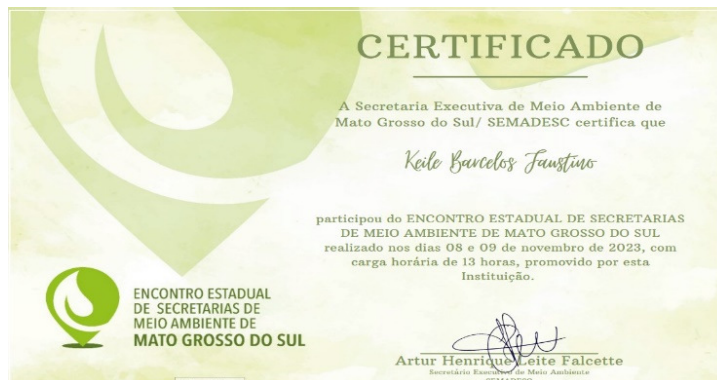 CERTIFICADO
A Secretaria Executiva de Meio Ambiente de
Mato Grosso do Sul/ SEMADESC certifica que
Keile Barcelos Faustino
participou do ENCONTRO ESTADUAL DE SECRETARIAS
DE MEIO AMBIENTE DE MATO GROSSO DO SUL
realizado nos dias 08 e 09 de novembro de 2023, com
carga horária de 13 horas, promovido por esta
Instituição.
ENCONTRO ESTADUAL
DE SECRETARIAS DE
MEIO AMBIENTE DE
MATO GROSSO DO SUL
Artur Henrique Leite Falcette
Secretário Executivo de Meio Ambiente
SEMADESC